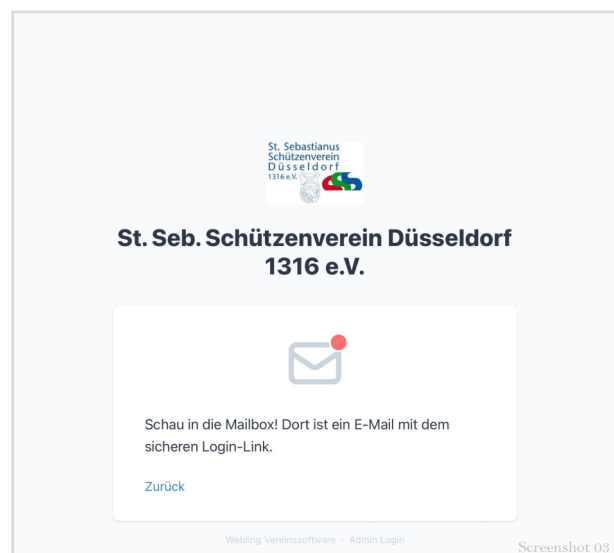 St. Sebastianus
Schützenverein
Düsseldorf
1316 e.V.
St. Seb. Schützenverein Düsseldorf
1316 e.V.
Schau in die Mailbox! Dort ist ein E-Mail mit dem
sicheren Login-Link.
Zurück
Webling Vereinssoftware · Admin Login
Screenshot 03